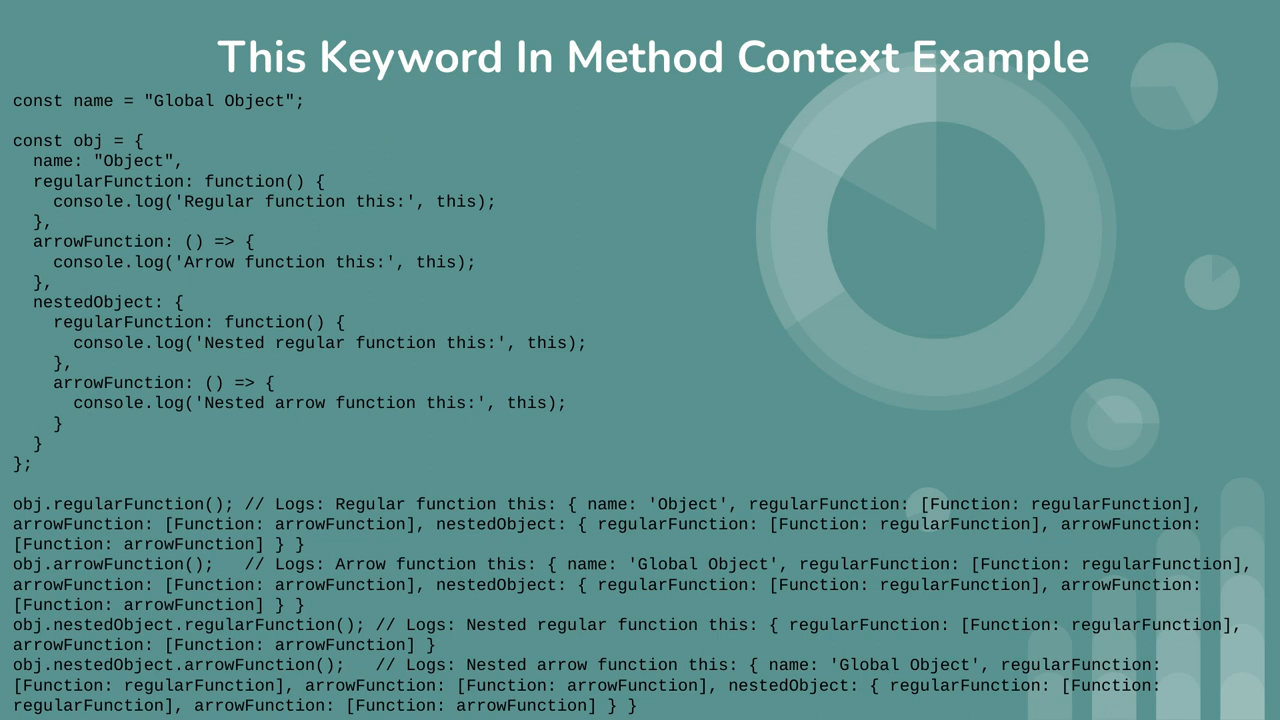 This Keyword In Method Context Example
const name = "Global Object";
const obj = {
  name: "Object",
  regularFunction: function() {
    console.log('Regular function this:', this);
  },
  arrowFunction: () => {
    console.log('Arrow function this:', this);
  },
  nestedObject: {
    regularFunction: function() {
      console.log('Nested regular function this:', this);
    },
    arrowFunction: () => {
      console.log('Nested arrow function this:', this);
    }
  }
};
obj.regularFunction(); // Logs: Regular function this: { name: 'Object', regularFunction: [Function: regularFunction],
arrowFunction: [Function: arrowFunction], nestedObject: { regularFunction: [Function: regularFunction], arrowFunction:
[Function: arrowFunction] } }
obj.arrowFunction();   // Logs: Arrow function this: { name: 'Global Object', regularFunction: [Function: regularFunction],
arrowFunction: [Function: arrowFunction], nestedObject: { regularFunction: [Function: regularFunction], arrowFunction:
[Function: arrowFunction] } }
obj.nestedObject.regularFunction(); // Logs: Nested regular function this: { regularFunction: [Function: regularFunction],
arrowFunction: [Function: arrowFunction] }
obj.nestedObject.arrowFunction();   // Logs: Nested arrow function this: { name: 'Global Object', regularFunction:
[Function: regularFunction], arrowFunction: [Function: arrowFunction], nestedObject: { regularFunction: [Function:
regularFunction], arrowFunction: [Function: arrowFunction] } }